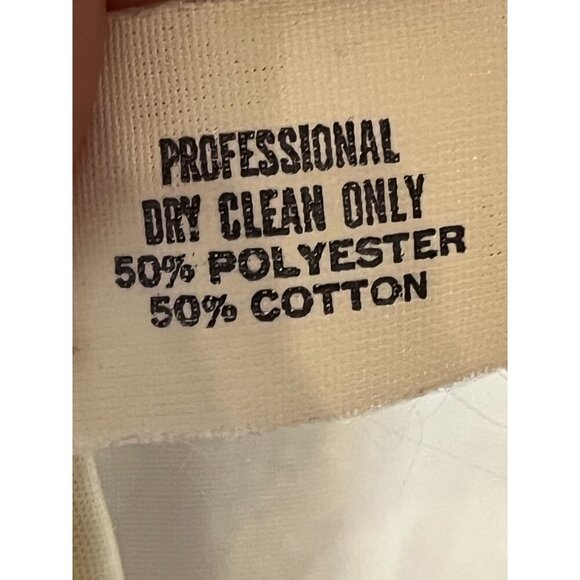 PROFESSIONAL
DRY CLEAN ONLY
50% POLYESTER
50% COTTON